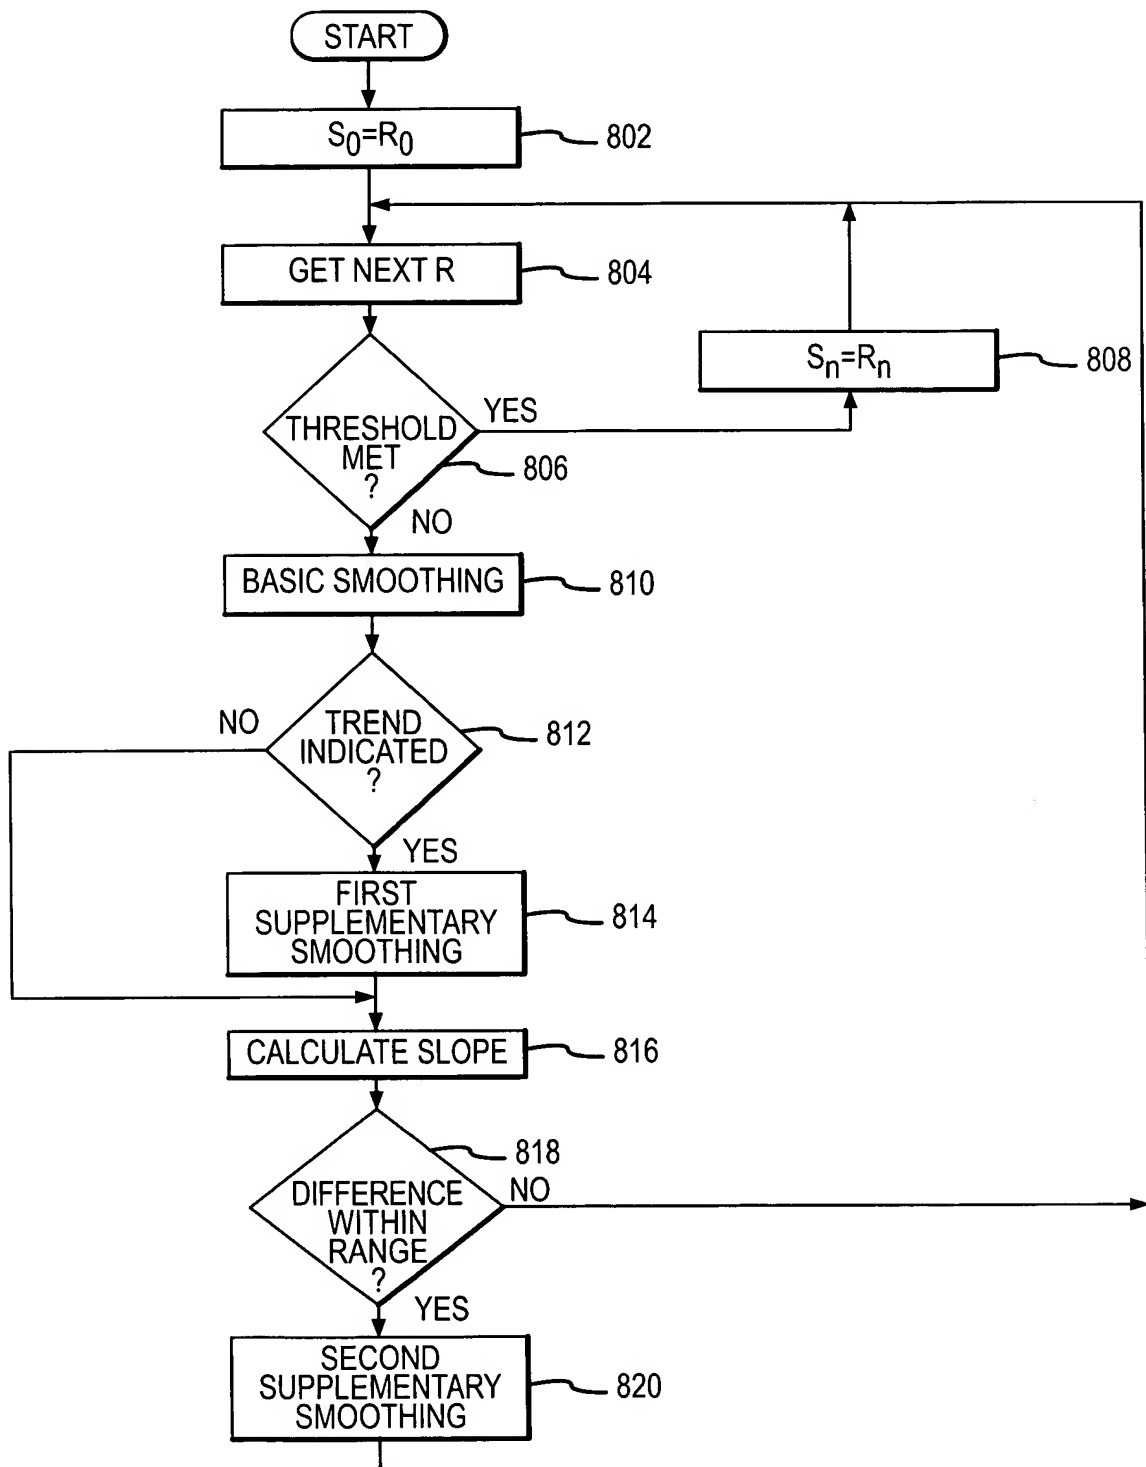 START
S0=R0
802
GET NEXT R
804
Sn=Rn
808
YES
THRESHOLD
MET
?
806
NO
BASIC SMOOTHING
810
NO
TREND
INDICATED
?
812
YES
FIRST
SUPPLEMENTARY
SMOOTHING
814
CALCULATE SLOPE
816
818
DIFFERENCE
WITHIN
RANGE
?
NO
YES
SECOND
SUPPLEMENTARY
SMOOTHING
820